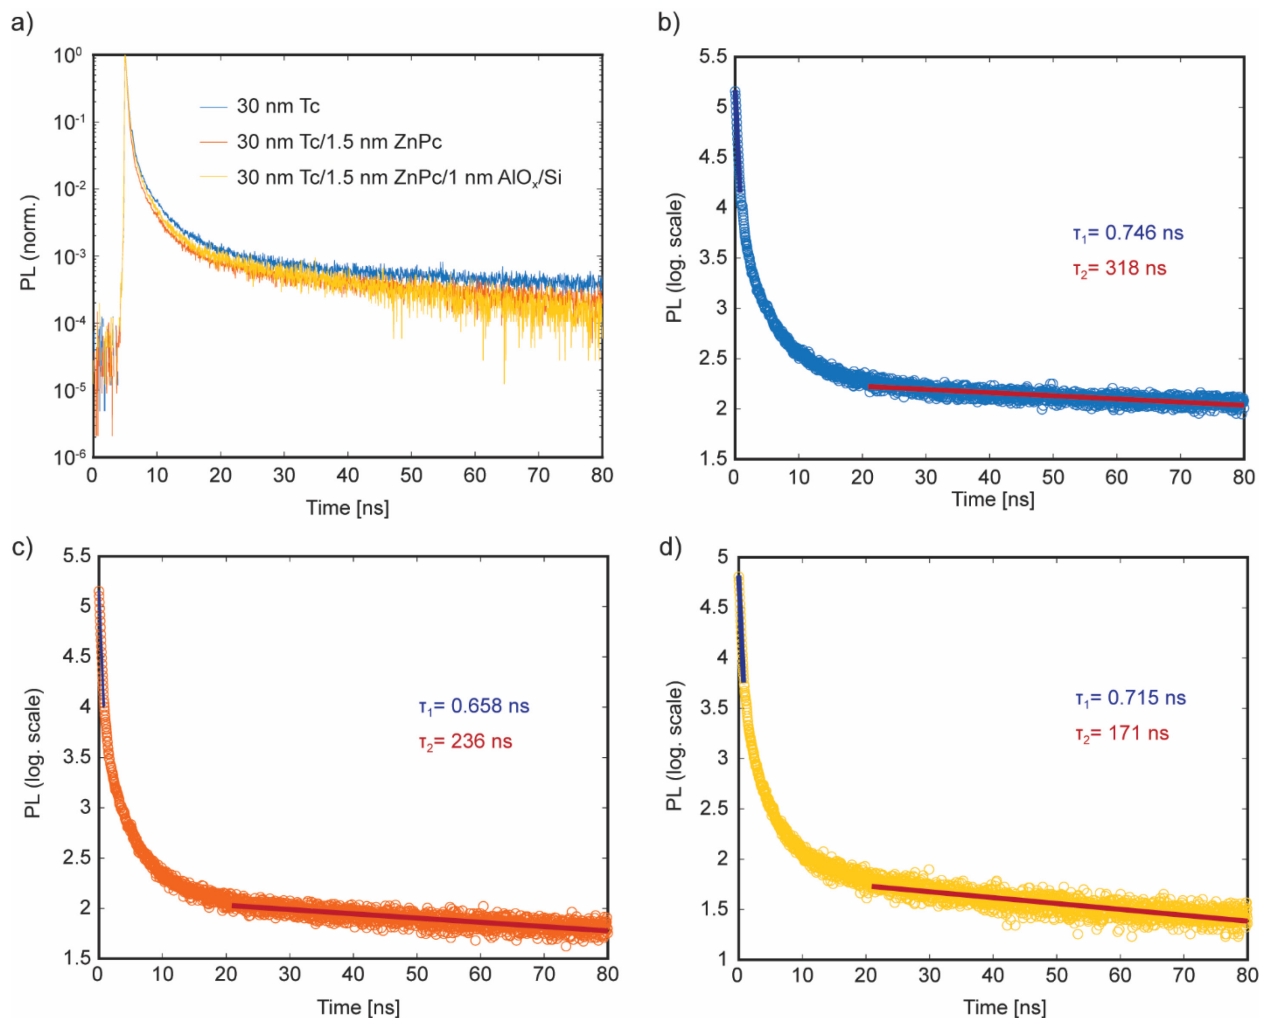 a)
10⁰
10⁻¹
10⁻²
10⁻³
10⁻⁴
10⁻⁵
10⁻⁶
PL (norm.)
30 nm Tc
30 nm Tc/1.5 nm ZnPc
30 nm Tc/1.5 nm ZnPc/1 nm AlOₓ/Si
0 10 20 30 40 50 60 70 80
Time [ns]
b)
5.5
5
4.5
4
3.5
3
2.5
2
1.5
PL (log. scale)
τ₁= 0.746 ns
τ₂= 318 ns
0 10 20 30 40 50 60 70 80
Time [ns]
c)
5.5
5
4.5
4
3.5
3
2.5
2
1.5
PL (log. scale)
τ₁= 0.658 ns
τ₂= 236 ns
0 10 20 30 40 50 60 70 80
Time [ns]
d)
5
4.5
4
3.5
3
2.5
2
1.5
1
PL (log. scale)
τ₁= 0.715 ns
τ₂= 171 ns
0 10 20 30 40 50 60 70 80
Time [ns]